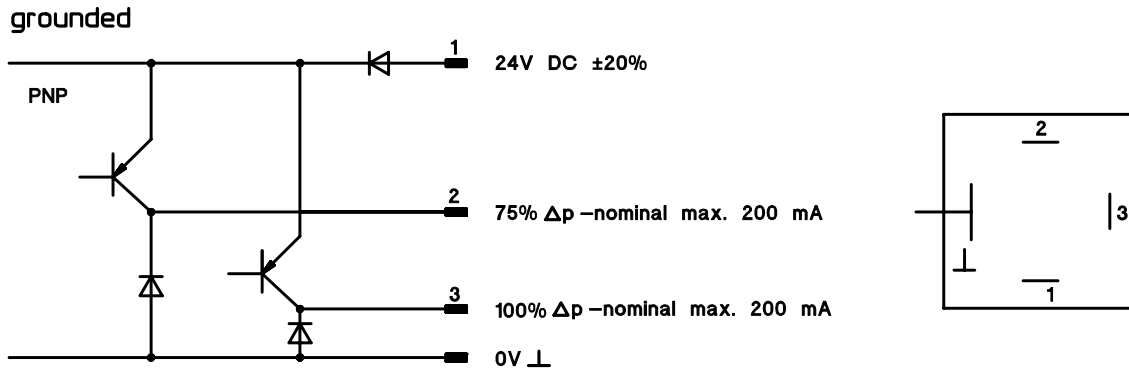 grounded
1
24V DC ±20%
PNP
2
75% Δp-nominal max. 200 mA
3
100% Δp-nominal max. 200 mA
0V ⊥
2
3
⊥
1